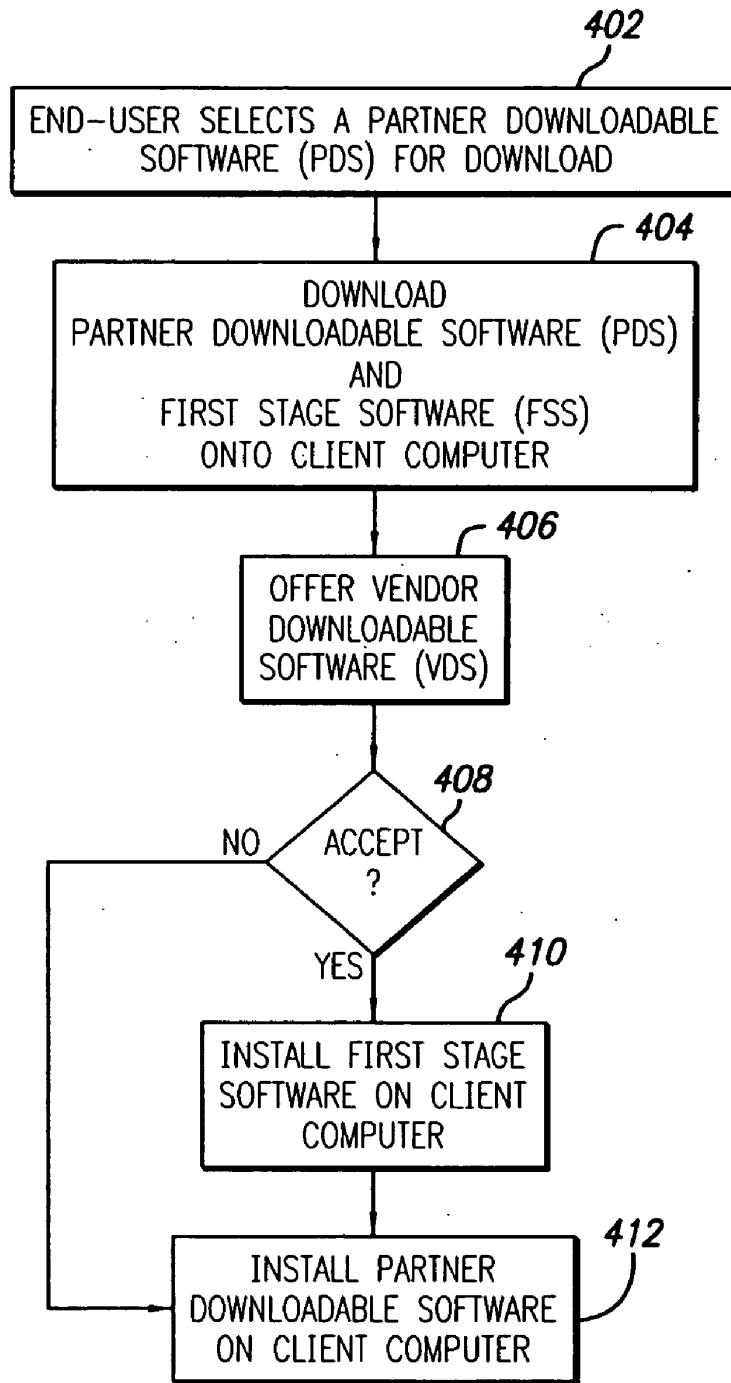 402
END-USER SELECTS A PARTNER DOWNLOADABLE
SOFTWARE (PDS) FOR DOWNLOAD
404
DOWNLOAD
PARTNER DOWNLOADABLE SOFTWARE (PDS)
AND
FIRST STAGE SOFTWARE (FSS)
ONTO CLIENT COMPUTER
406
OFFER VENDOR
DOWNLOADABLE
SOFTWARE (VDS)
408
NO
ACCEPT
?
YES
410
INSTALL FIRST STAGE
SOFTWARE ON CLIENT
COMPUTER
412
INSTALL PARTNER
DOWNLOADABLE SOFTWARE
ON CLIENT COMPUTER